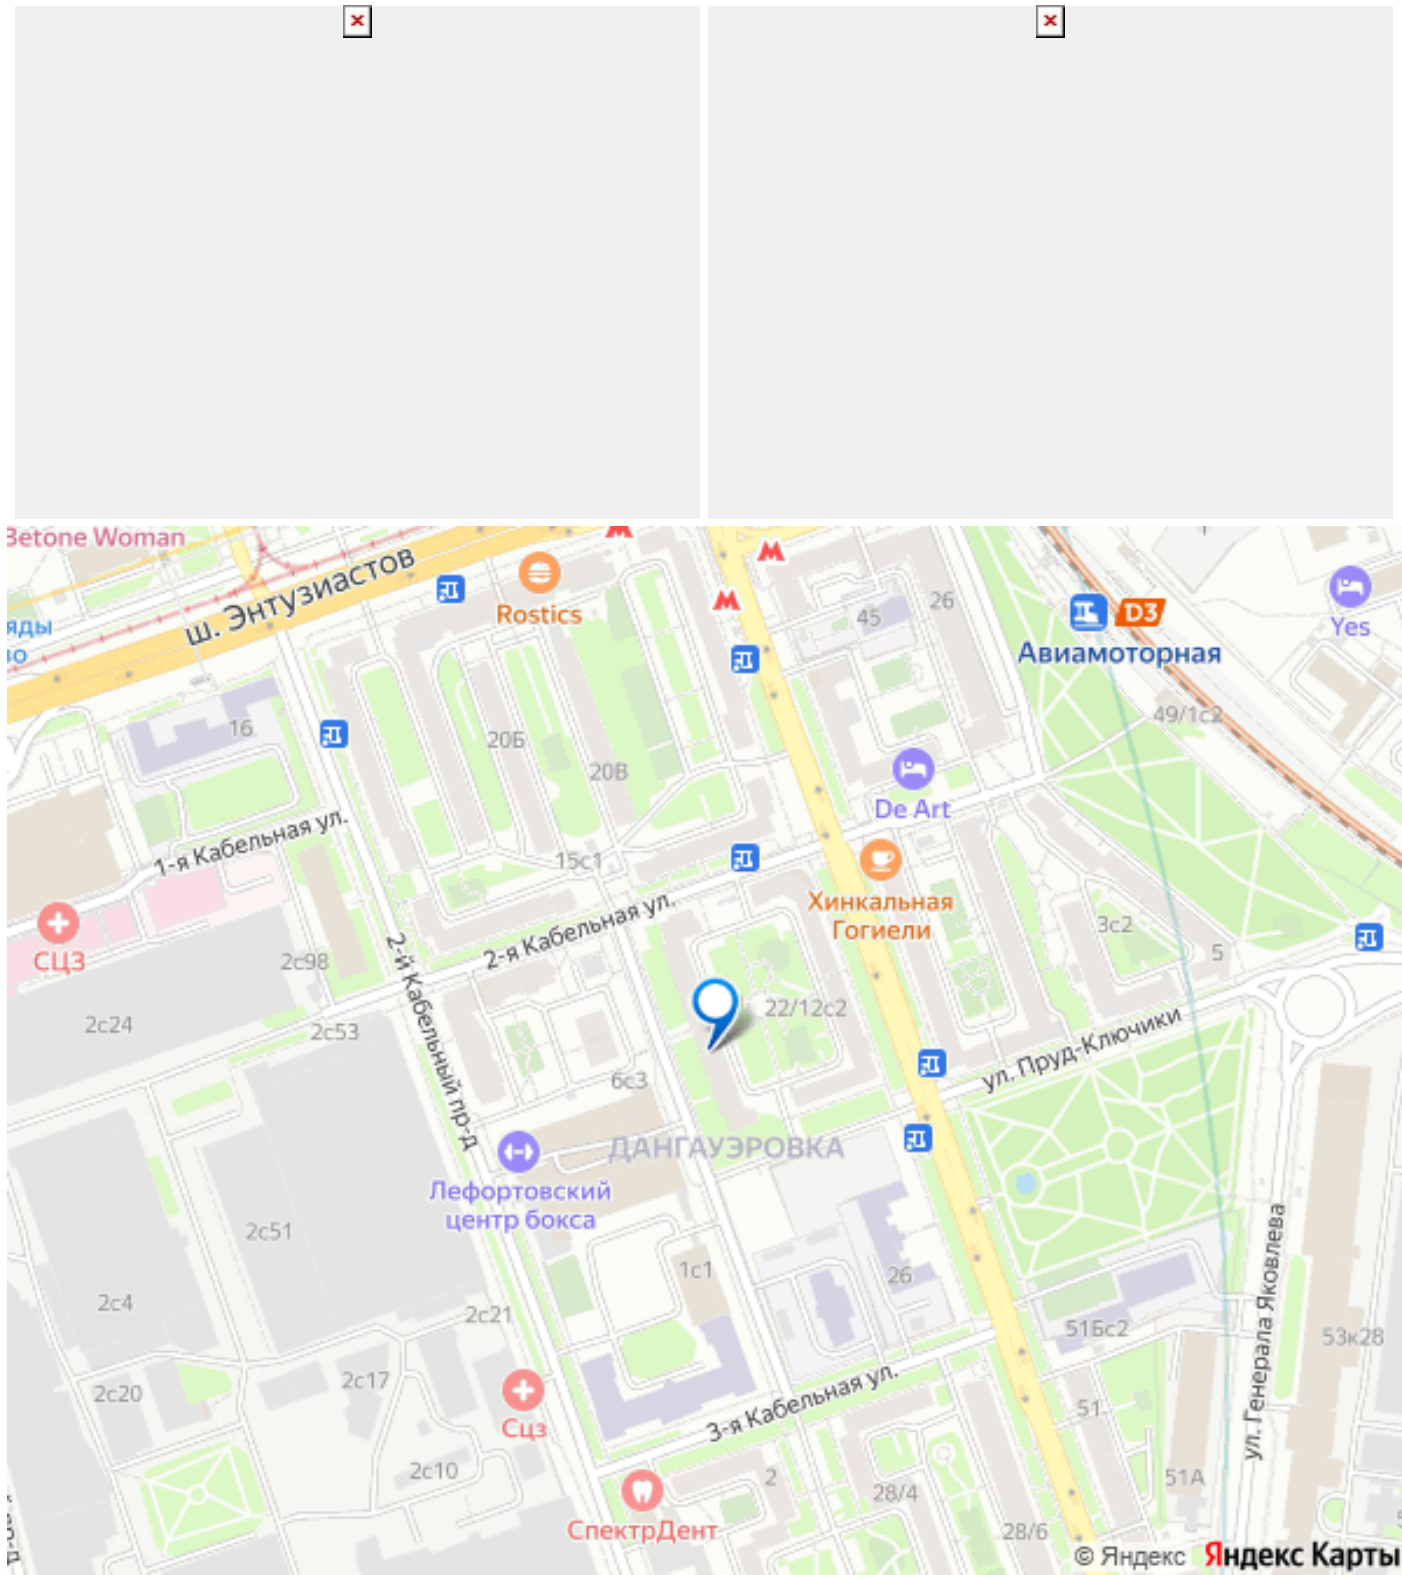 Betone Woman
ш. Энтузиастов
Rostics
45
26
D3
Авиамоторная
Yes
яды
во
16
20Б
20В
49/1с2
De Art
1-я Кабельная ул.
15с1
Хинкальная
Гогиели
СЦЗ
2с98
2-я Кабельная ул.
3с2
5
2-й Кабельный пр-д
22/12с2
2с24
2с53
ул. Пруд-Ключики
6с3
ДАНГАУЭРОВКА
Лефортовский
центр бокса
2с51
1с1
26
2с4
2с21
51Бс2
53к28
ул. Генерала Яковлева
2с20
2с17
3-я Кабельная ул.
51
Сцз
2с10
2
28/4
51А
СпектрДент
28/6
© Яндекс Яндекс Карты